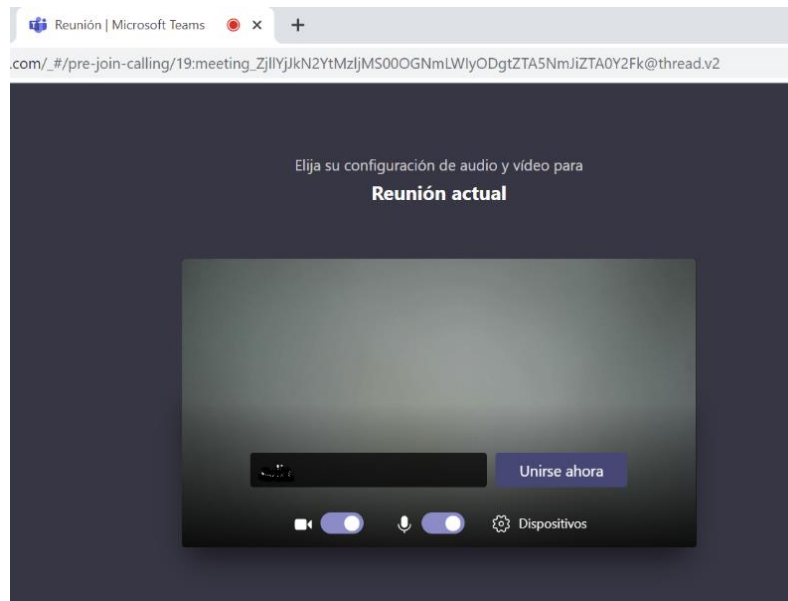 Reunión | Microsoft Teams
.com/_#/pre-join-calling/19:meeting_ZjllYjJkN2YtMzljMS00OGNmLWIyODgtZTA5NmJiZTA0Y2Fk@thread.v2
Elija su configuración de audio y vídeo para
Reunión actual
Unirse ahora
Dispositivos